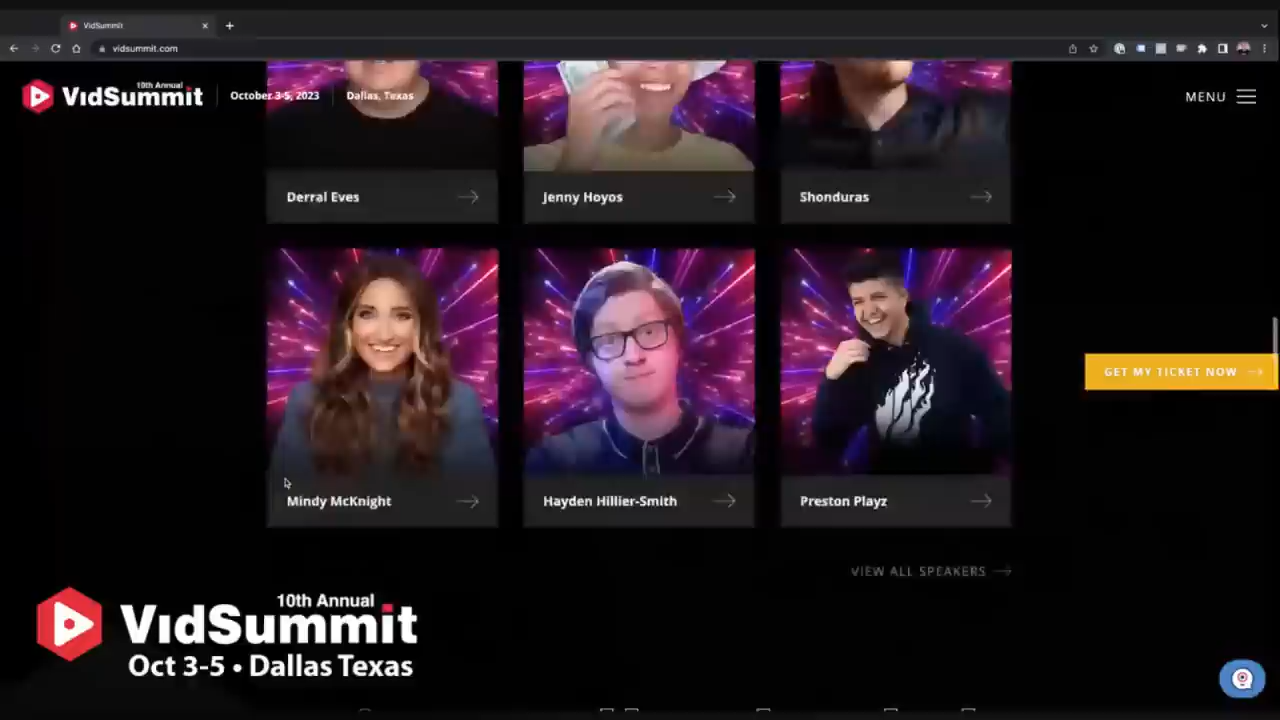 VidSummit
vidsummit.com
10th Annual
VidSummit
October 3-5, 2023
Dallas, Texas
MENU
Derral Eves
Jenny Hoyos
Shonduras
GET MY TICKET NOW
Mindy McKnight
Hayden Hillier-Smith
Preston Playz
VIEW ALL SPEAKERS
10th Annual
VidSummit
Oct 3-5 • Dallas Texas